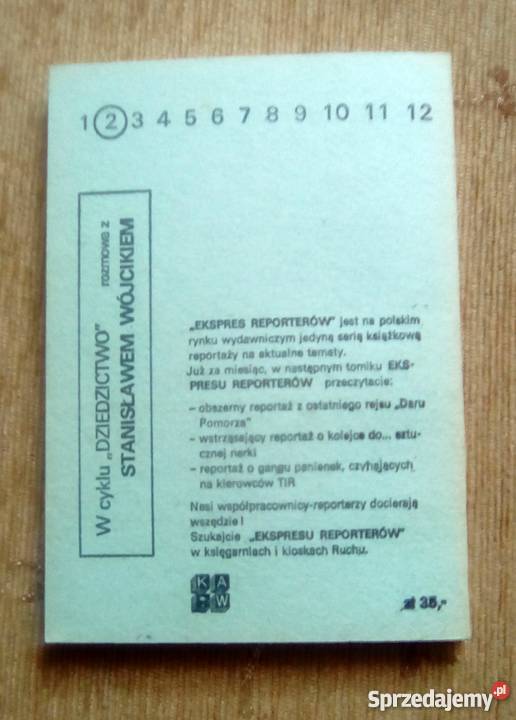 1 2 3 4 5 6 7 8 9 10 11 12
W cyklu „DZIEDZICTWO” rozmowa z
STANISŁAWEM WÓJCIKIEM
„EKSPRES REPORTERÓW” jest na polskim
rynku wydawniczym jedyną serią książkową
reportaży na aktualne tematy.
Już za miesiąc, w następnym tomiku EKS-
PRESU REPORTERÓW przeczytacie:
– obszerny reportaż z ostatniego rejsu „Daru
Pomorza”
– wstrząsający reportaż o kolejce do... sztu-
cznej nerki
– reportaż o gangu panienek, czyhających
na kierowców TIR
Nasi współpracownicy-reporterzy docierają
wszędzie!
Szukajcie „EKSPRESU REPORTERÓW”
w księgarniach i kioskach Ruchu.
K A
W
zł 35,-
Sprzedajemy.pl